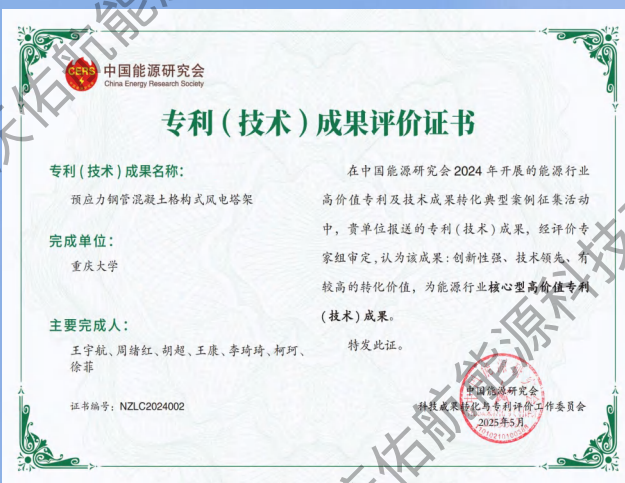 CERS
中国能源研究会
China Energy Research Society
专利（技术）成果评价证书
专利（技术）成果名称：
预应力钢管混凝土格构式风电塔架
完成单位：
重庆大学
主要完成人：
王宇航、周绪红、胡超、王康、李琦琦、柯珂、
徐菲
证书编号：NZLC2024002
在中国能源研究会 2024 年开展的能源行业
高价值专利及技术成果转化典型案例征集活动
中，贵单位报送的专利（技术）成果，经评价专
家组审定，认为该成果：创新性强、技术领先、有
较高的转化价值，为能源行业核心型高价值专利
（技术）成果。
特发此证。
中国能源研究会
科技成果转化与专利评价工作委员会
2025年5月